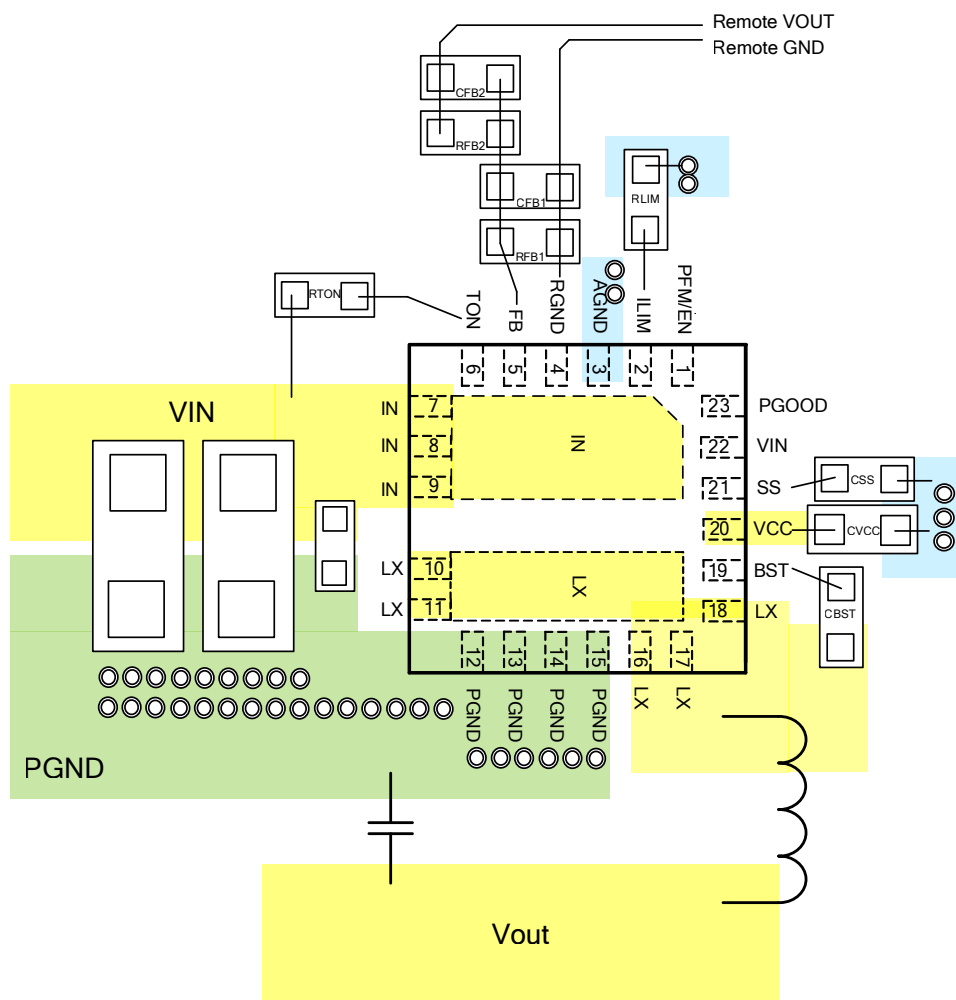 Remote VOUT
Remote GND
CFB2
RFB2
CFB1
RLIM
RFB1
RTON
TON
FB
RGND
AGND
ILIM
PFM/EN
6
5
4
3
2
1
VIN
IN
7
23
PGOOD
IN
8
IN
22
VIN
IN
9
21
SS
CSS
20
VCC
CVCC
LX
10
19
BST
LX
LX
11
18
LX
CBST
12
13
14
15
16
17
PGND
PGND
PGND
PGND
LX
LX
PGND
Vout